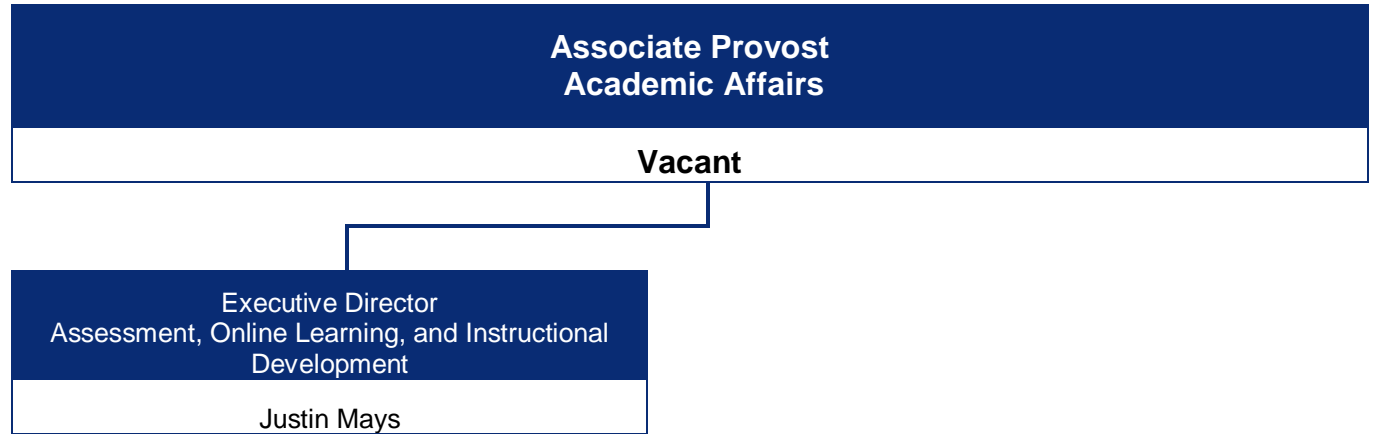 Associate Provost
Academic Affairs
Vacant
Executive Director
Assessment, Online Learning, and Instructional
Development
Justin Mays